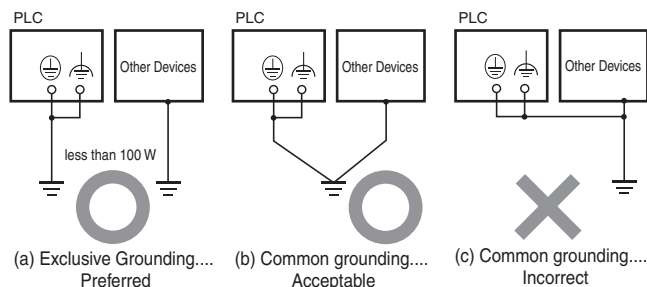 PLC
Other Devices
less than 100 W
(a) Exclusive Grounding....
Preferred
PLC
Other Devices
(b) Common grounding....
Acceptable
PLC
Other Devices
(c) Common grounding....
Incorrect